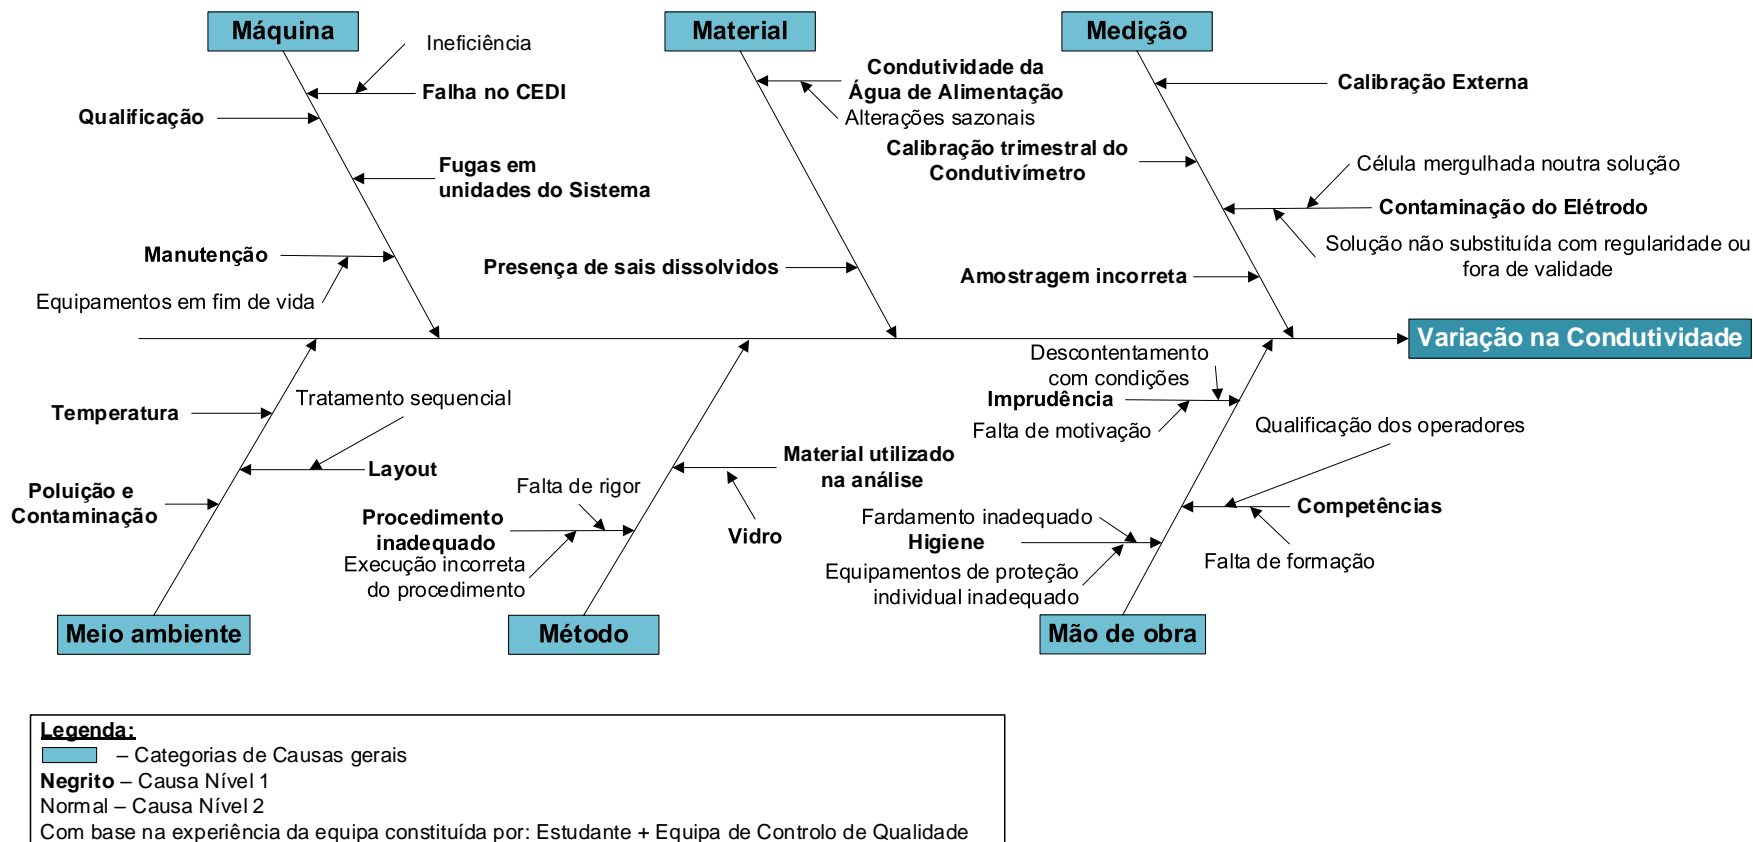 Máquina
Material
Medição
Ineficiência
Falha no CEDI
Qualificação
Fugas em
unidades do Sistema
Manutenção
Equipamentos em fim de vida
Condutividade da
Água de Alimentação
Alterações sazonais
Presença de sais dissolvidos
Calibração Externa
Calibração trimestral do
Condutivímetro
Célula mergulhada noutra solução
Contaminação do Elétrodo
Solução não substituída com regularidade ou
fora de validade
Amostragem incorreta
Variação na Condutividade
Temperatura
Tratamento sequencial
Layout
Poluição e
Contaminação
Meio ambiente
Material utilizado
na análise
Vidro
Falta de rigor
Procedimento
inadequado
Execução incorreta
do procedimento
Método
Descontentamento
com condições
Imprudência
Falta de motivação
Qualificação dos operadores
Competências
Falta de formação
Fardamento inadequado
Higiene
Equipamentos de proteção
individual inadequado
Mão de obra
Legenda:
– Categorias de Causas gerais
Negrito – Causa Nível 1
Normal – Causa Nível 2
Com base na experiência da equipa constituída por: Estudante + Equipa de Controlo de Qualidade